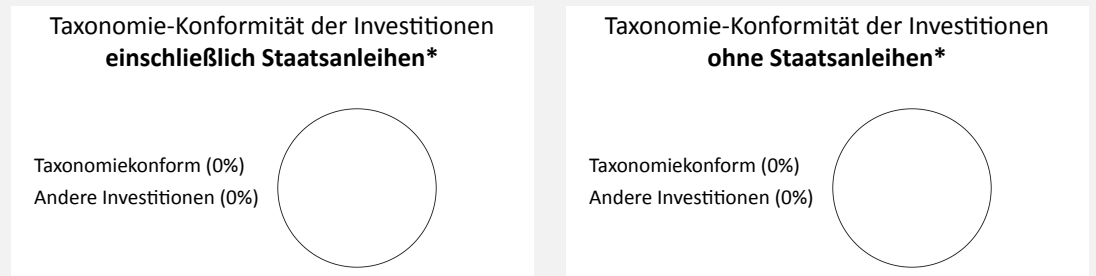 Taxonomie-Konformität der Investitionen
einschließlich Staatsanleihen*
Taxonomiekonform (0%)
Andere Investitionen (0%)
Taxonomie-Konformität der Investitionen
ohne Staatsanleihen*
Taxonomiekonform (0%)
Andere Investitionen (0%)